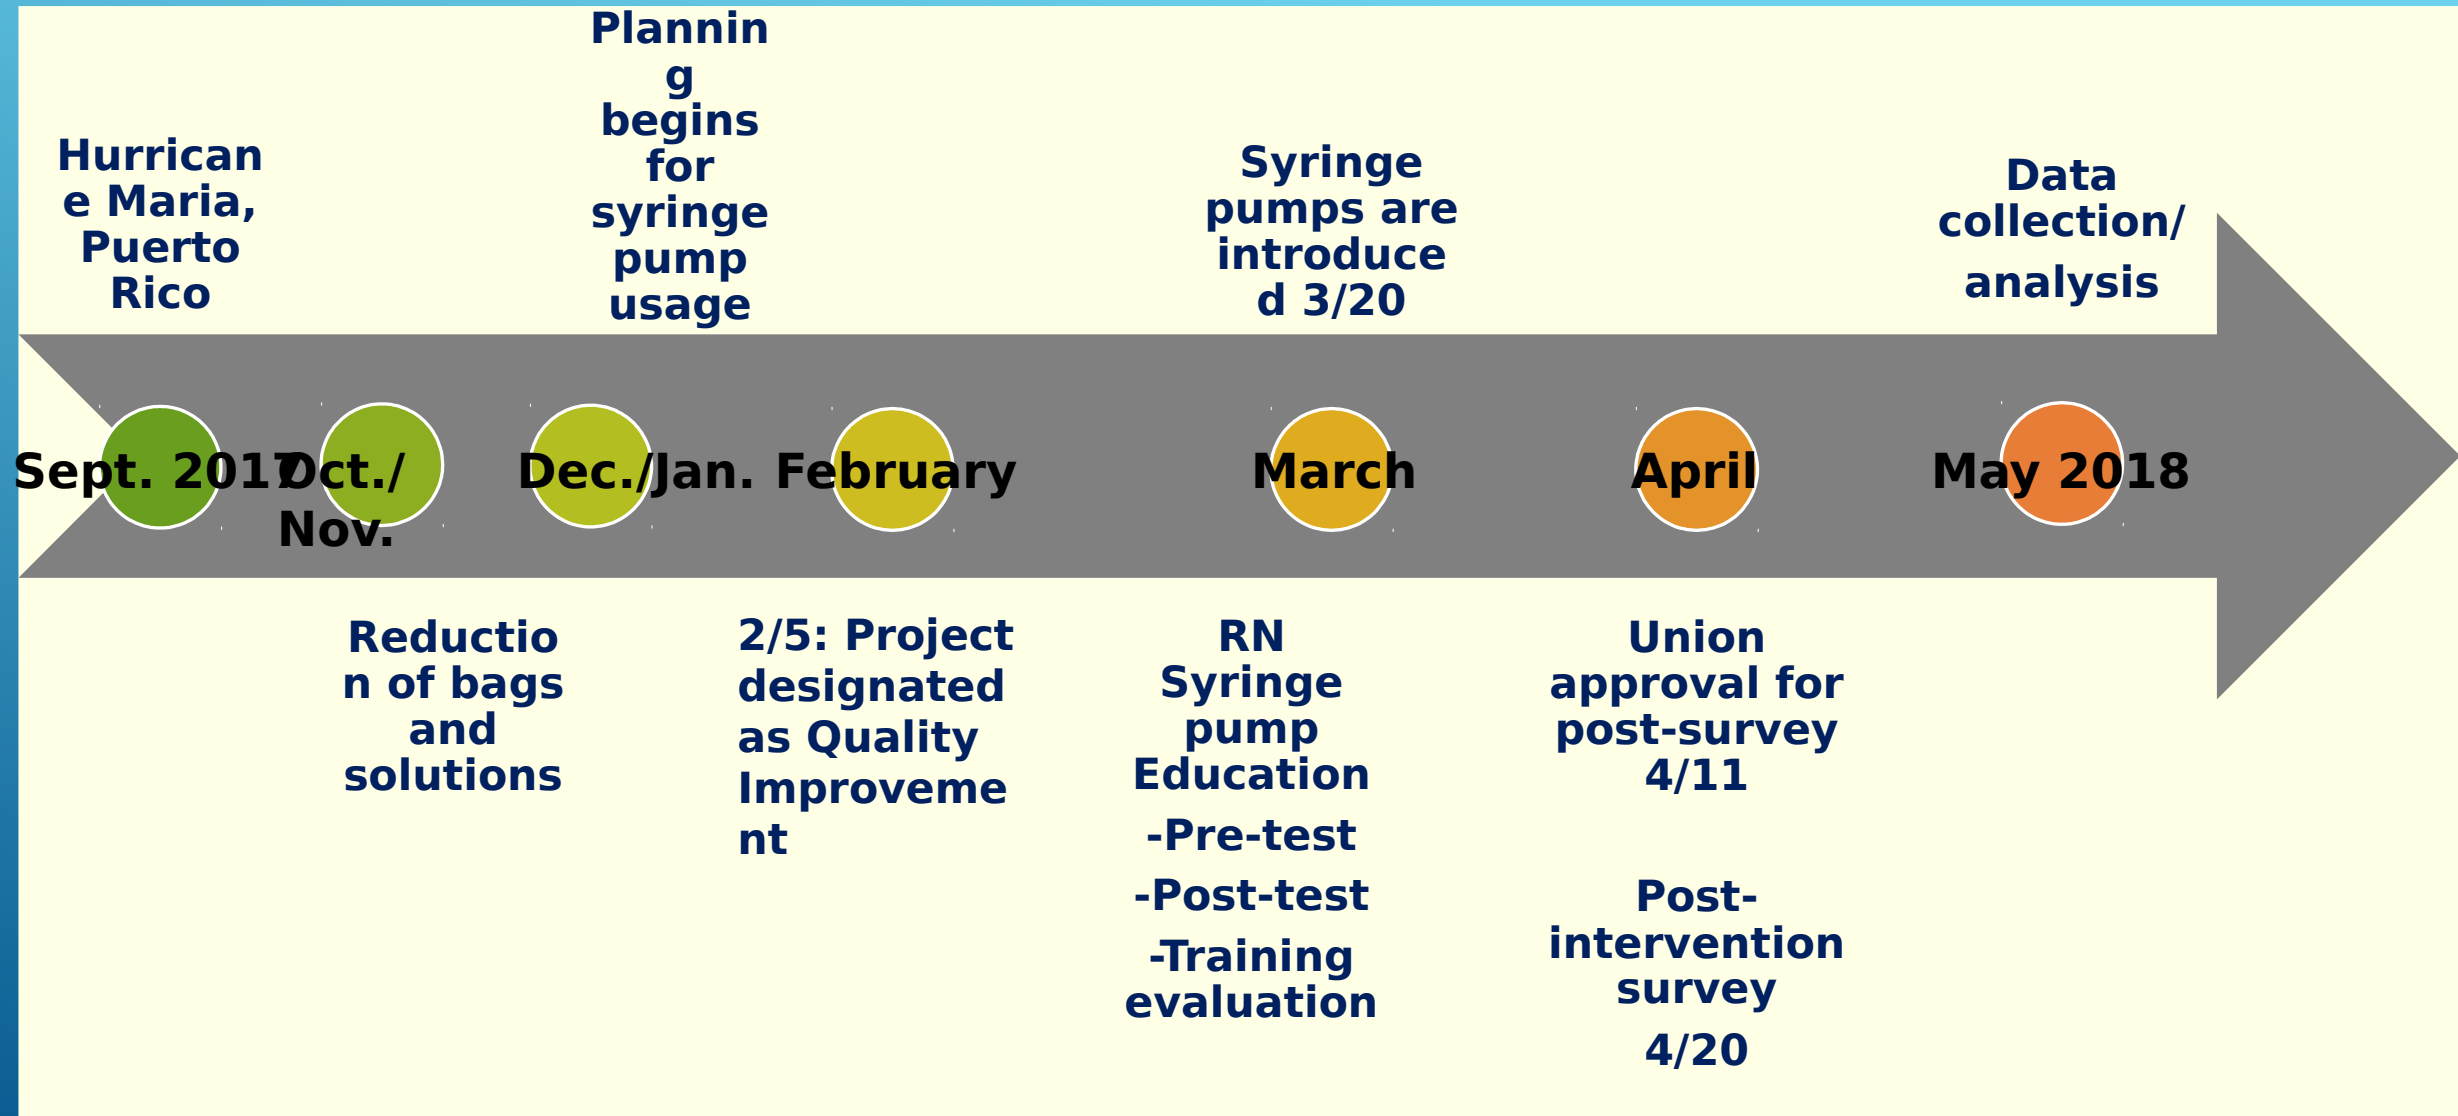 Plannin
g
begins
for
syringe
pump
usage
Hurrican
e Maria,
Puerto
Rico
Syringe
pumps are
introduce
d 3/20
Data
collection/
analysis
Sept. 2017
Oct./
Nov.
Dec./Jan.
February
March
April
May 2018
Reductio
n of bags
and
solutions
2/5: Project
designated
as Quality
Improveme
nt
RN
Syringe
pump
Education
-Pre-test
-Post-test
-Training
evaluation
Union
approval for
post-survey
4/11
Post-
intervention
survey
4/20